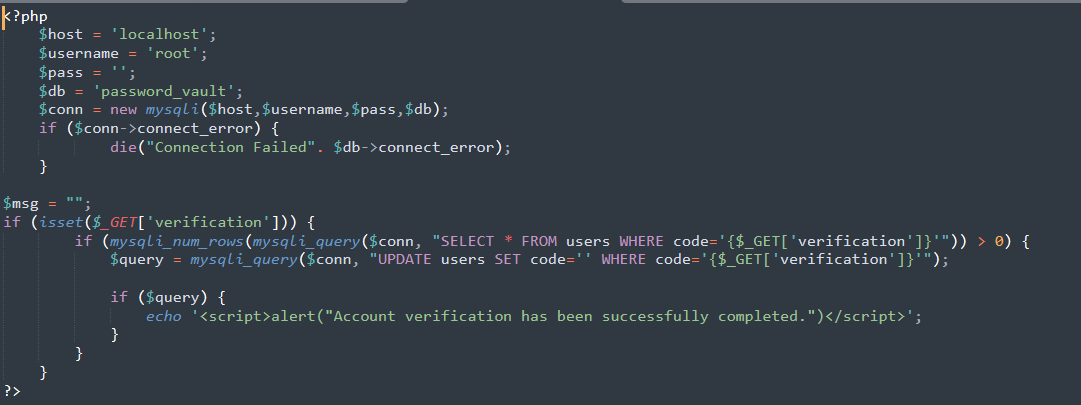 <?php
$host = 'localhost';
$username = 'root';
$pass = '';
$db = 'password_vault';
$conn = new mysqli($host,$username,$pass,$db);
if ($conn->connect_error) {
die("Connection Failed". $db->connect_error);
}
$msg = "";
if (isset($_GET['verification'])) {
if (mysqli_num_rows(mysqli_query($conn, "SELECT * FROM users WHERE code='{$_GET['verification']}'")) > 0) {
$query = mysqli_query($conn, "UPDATE users SET code='' WHERE code='{$_GET['verification']}'");
if ($query) {
echo '<script>alert("Account verification has been successfully completed.")</script>';
}
}
}
?>